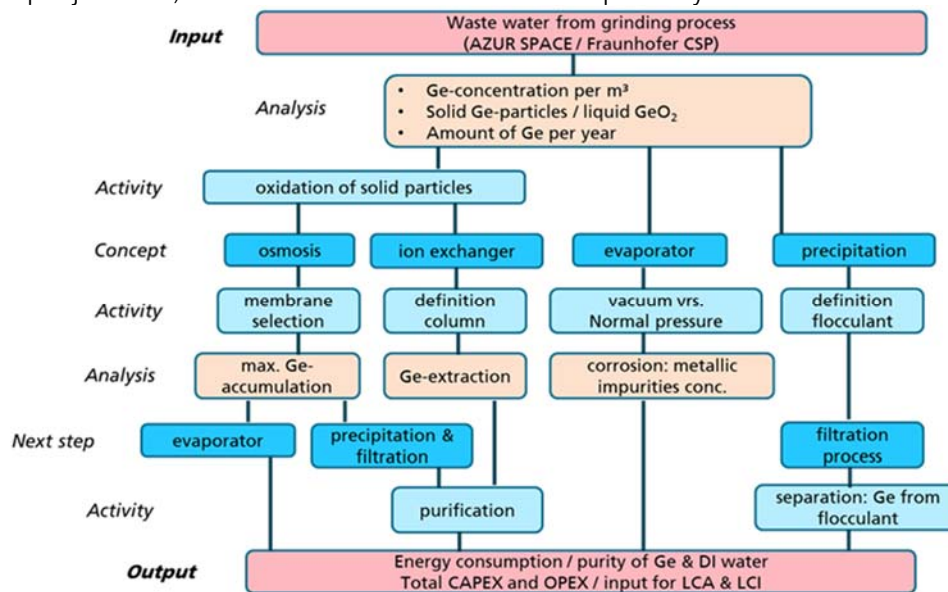 Input
Waste water from grinding process
(AZUR SPACE / Fraunhofer CSP)
Analysis
• Ge-concentration per m³
• Solid Ge-particles / liquid GeO₂
• Amount of Ge per year
Activity
oxidation of solid particles
Concept
osmosis
ion exchanger
evaporator
precipitation
Activity
membrane
selection
definition
column
vacuum vrs.
Normal pressure
definition
flocculant
Analysis
max. Ge-
accumulation
Ge-extraction
corrosion: metallic
impurities conc.
Next step
evaporator
precipitation &
filtration
filtration
process
Activity
purification
separation: Ge from
flocculant
Output
Energy consumption / purity of Ge & DI water
Total CAPEX and OPEX / input for LCA & LCI